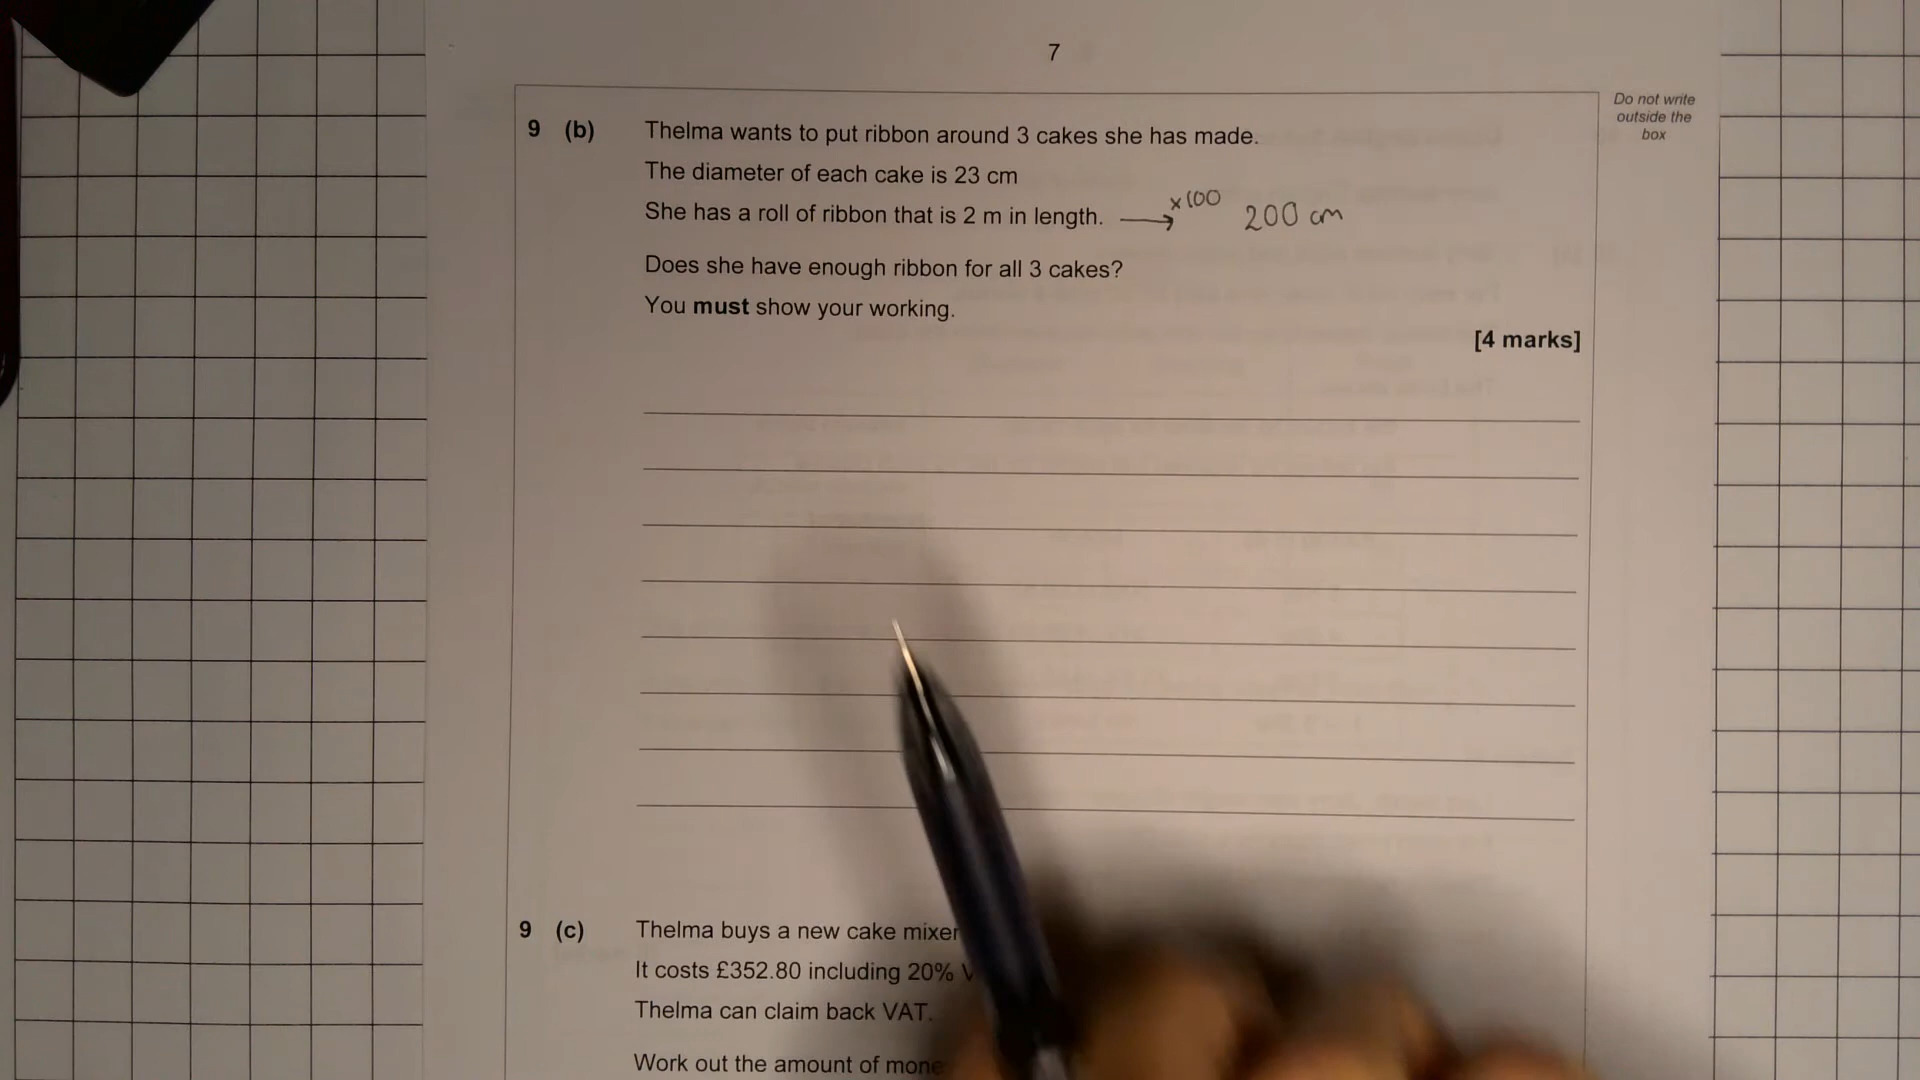 7
Do not write
outside the
box
9 (b) Thelma wants to put ribbon around 3 cakes she has made.
The diameter of each cake is 23 cm
She has a roll of ribbon that is 2 m in length. → x100 200 cm
Does she have enough ribbon for all 3 cakes?
You must show your working.
[4 marks]
9 (c) Thelma buys a new cake mixer
It costs £352.80 including 20%
Thelma can claim back VAT.
Work out the amount of